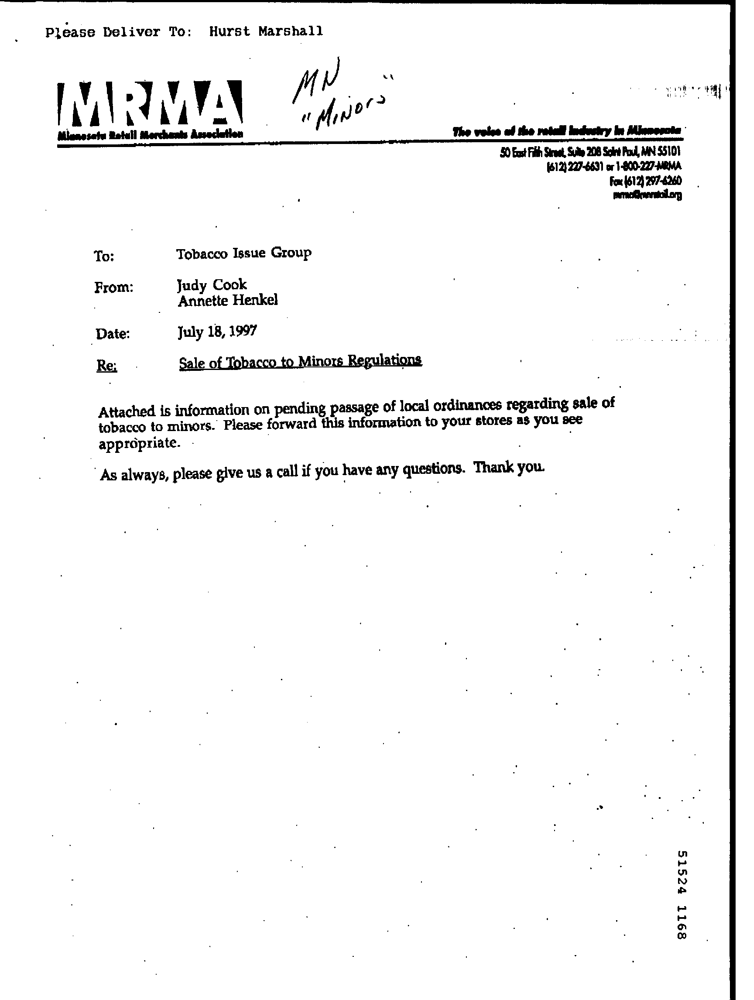 Please Deliver To: Hurst Marshall
MN
"Minors"
MRMA
Minnesota Retail Merchants Association
The voice of the retail industry in Minnesota
50 East Fifth Street, Suite 208 Saint Paul, MN 55101
(612) 227-6631 or 1-800-227-MRMA
Fax (612) 297-6260
To: Tobacco Issue Group
From: Judy Cook
Annette Henkel
Date: July 18, 1997
Re: Sale of Tobacco to Minors Regulations
Attached is information on pending passage of local ordinances regarding sale of
tobacco to minors. Please forward this information to your stores as you see
appropriate.
As always, please give us a call if you have any questions. Thank you.
51524 1168